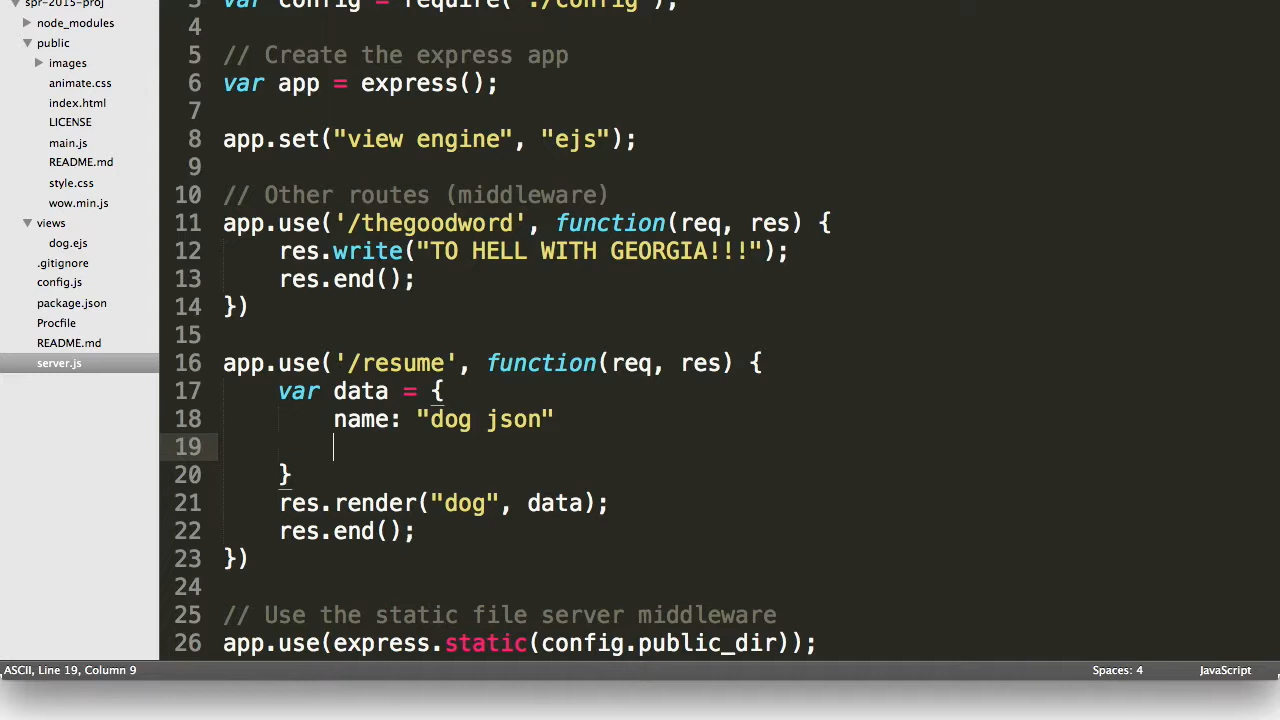 spr-2015-proj
node_modules
public
images
animate.css
index.html
LICENSE
main.js
README.md
style.css
wow.min.js
views
dog.ejs
.gitignore
config.js
package.json
Procfile
README.md
server.js
3 var config = require('./config');
4
5 // Create the express app
6 var app = express();
7
8 app.set("view engine", "ejs");
9
10 // Other routes (middleware)
11 app.use('/thegoodword', function(req, res) {
12     res.write("TO HELL WITH GEORGIA!!!");
13     res.end();
14 })
15
16 app.use('/resume', function(req, res) {
17     var data = {
18         name: "dog json"
19
20     }
21     res.render("dog", data);
22     res.end();
23 })
24
25 // Use the static file server middleware
26 app.use(express.static(config.public_dir));
ASCII, Line 19, Column 9 Spaces: 4 JavaScript